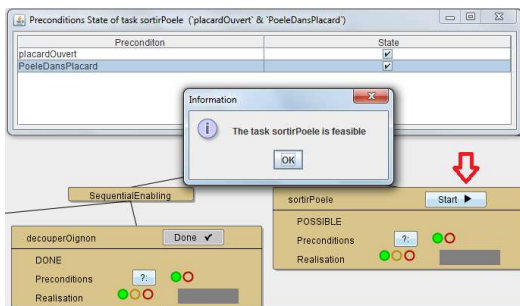 Preconditions State of task sortirPoele (`placardOuvert` & `PoeleDansPlacard`)
Preconditon State
placardOuvert
PoeleDansPlacard
Information
The task sortirPoele is feasible
OK
SequentialEnabling
sortirPoele Start
POSSIBLE
Preconditions ?:
Realisation
decouperOignon Done
DONE
Preconditions ?:
Realisation